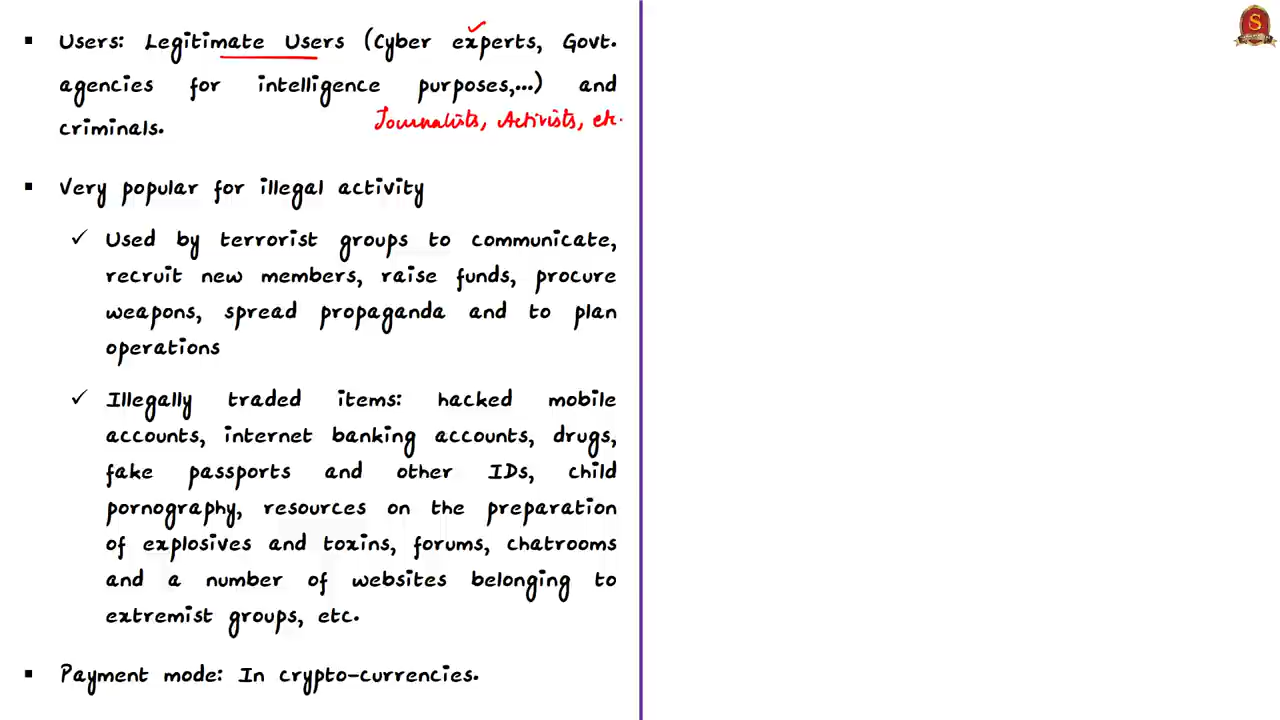 ▪ Users: Legitimate Users (Cyber experts, Govt.
agencies for intelligence purposes,...) and
criminals.
Journalists, Activists, etc.
▪ Very popular for illegal activity
✓ Used by terrorist groups to communicate,
recruit new members, raise funds, procure
weapons, spread propaganda and to plan
operations
✓ Illegally traded items: hacked mobile
accounts, internet banking accounts, drugs,
fake passports and other IDs, child
pornography, resources on the preparation
of explosives and toxins, forums, chatrooms
and a number of websites belonging to
extremist groups, etc.
▪ Payment mode: In crypto-currencies.
S